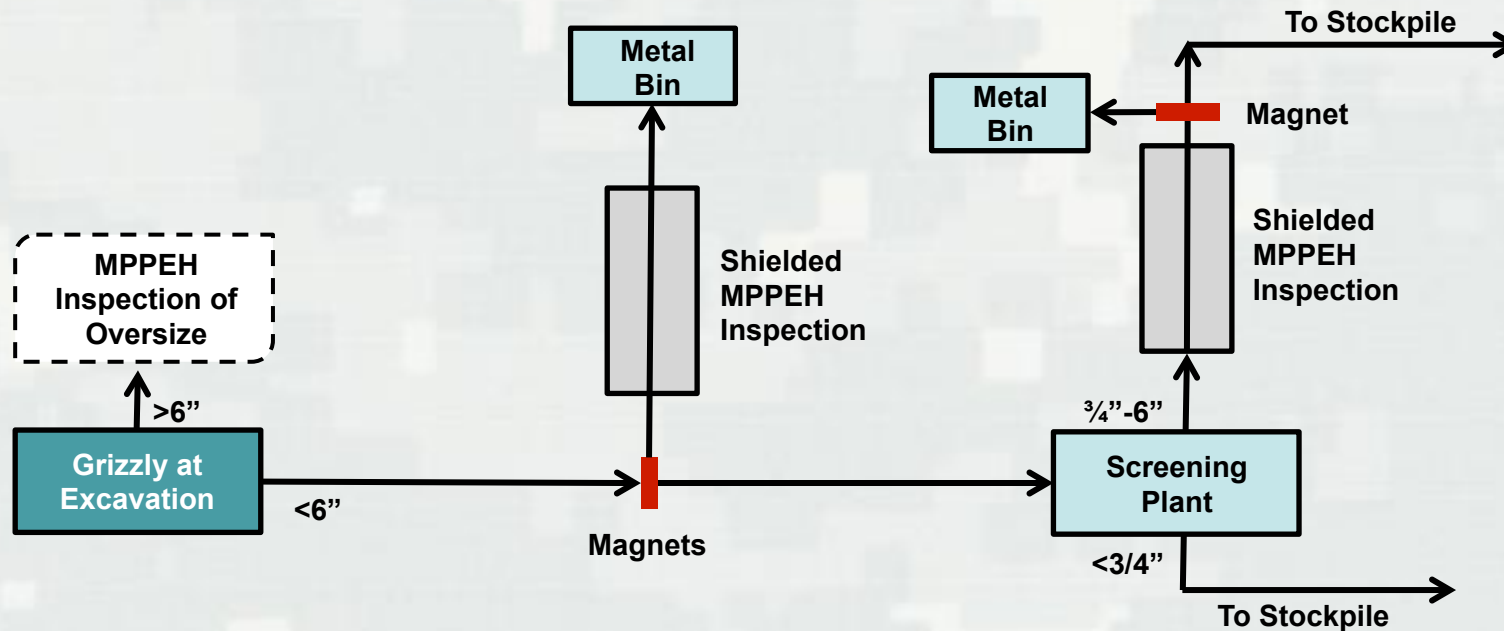 To Stockpile
Metal
Bin
Metal
Bin
Magnet
Shielded
MPPEH
Inspection
MPPEH
Inspection of
Oversize
Shielded
MPPEH
Inspection
>6”
¾”-6”
Grizzly at
Excavation
<6”
Screening
Plant
Magnets
<3/4”
To Stockpile